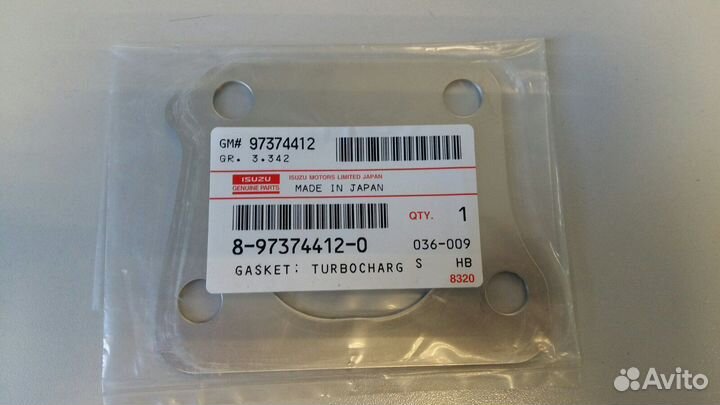 GM# 97374412
GR. 3.342
ISUZU
GENUINE PARTS
ISUZU MOTORS LIMITED JAPAN
MADE IN JAPAN
QTY. 1
8-97374412-0 036-009
GASKET; TURBOCHARG S HB
8320
Avito